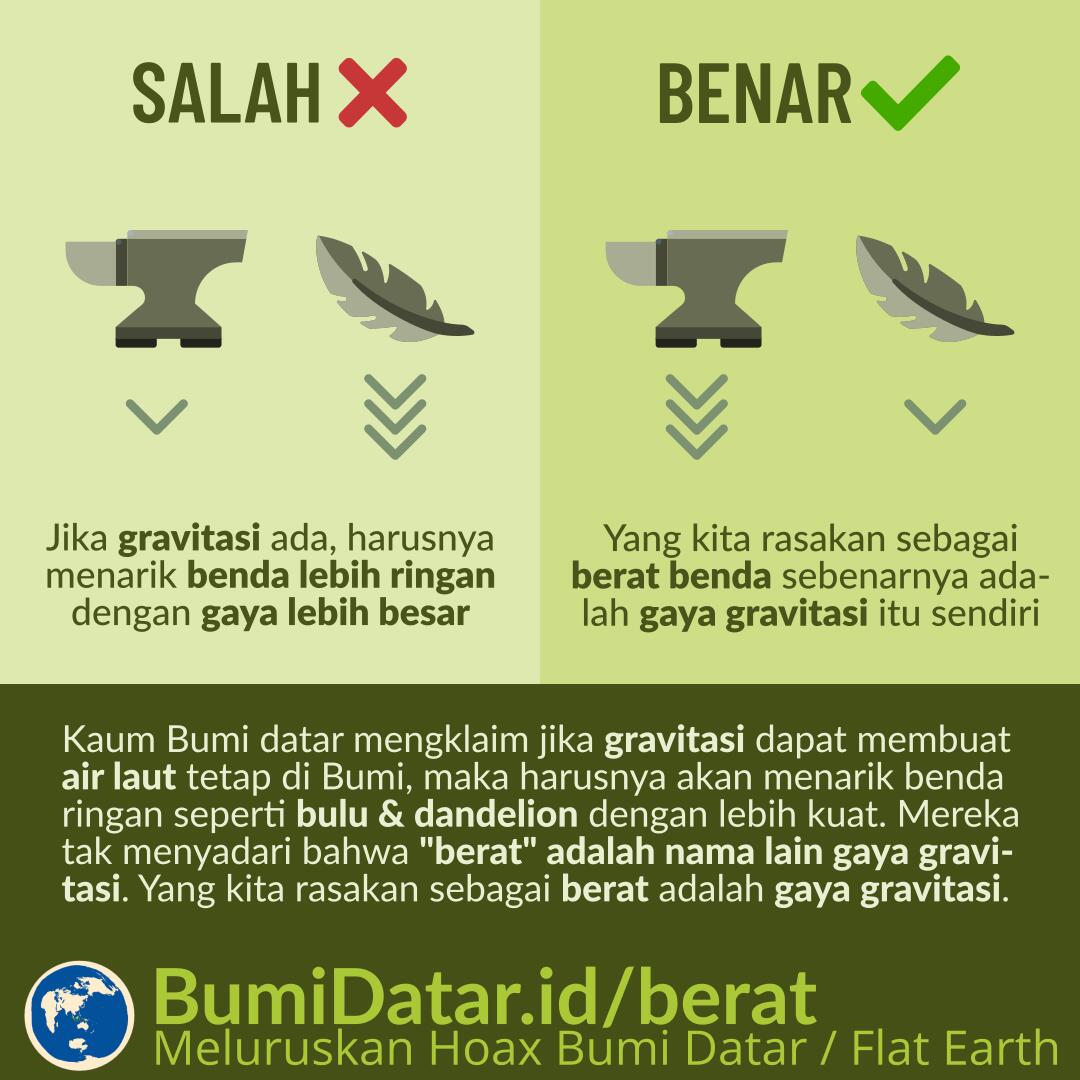 SALAH
BENAR
Jika gravitasi ada, harusnya
menarik benda lebih ringan
dengan gaya lebih besar
Yang kita rasakan sebagai
berat benda sebenarnya ada-
lah gaya gravitasi itu sendiri
Kaum Bumi datar mengklaim jika gravitasi dapat membuat
air laut tetap di Bumi, maka harusnya akan menarik benda
ringan seperti bulu & dandelion dengan lebih kuat. Mereka
tak menyadari bahwa "berat" adalah nama lain gaya gravi-
tasi. Yang kita rasakan sebagai berat adalah gaya gravitasi.
BumiDatar.id/berat
Meluruskan Hoax Bumi Datar / Flat Earth